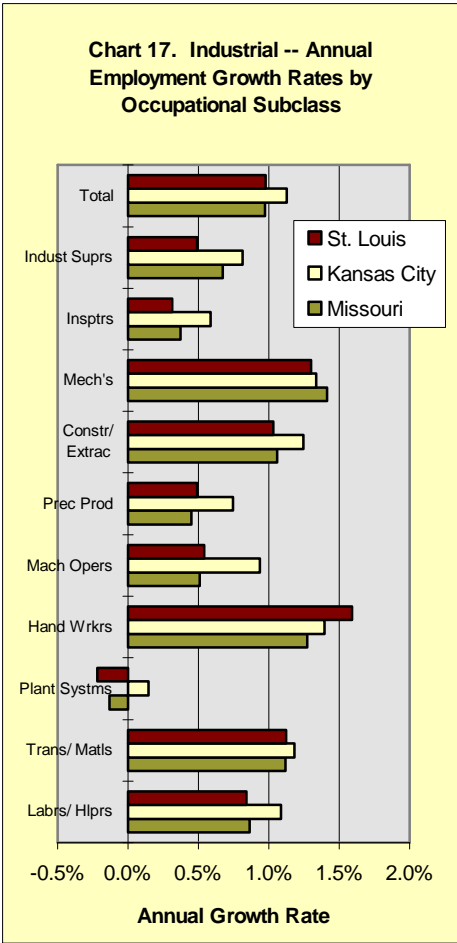 Chart 17.  Industrial -- Annual
Employment Growth Rates by
Occupational Subclass
Total
Indust Suprs
Insptrs
Mech's
Constr/
Extrac
Prec Prod
Mach Opers
Hand Wrkrs
Plant Systms
Trans/ Matls
Labrs/ Hlprs
St. Louis
Kansas City
Missouri
-0.5% 0.0% 0.5% 1.0% 1.5% 2.0%
Annual Growth Rate